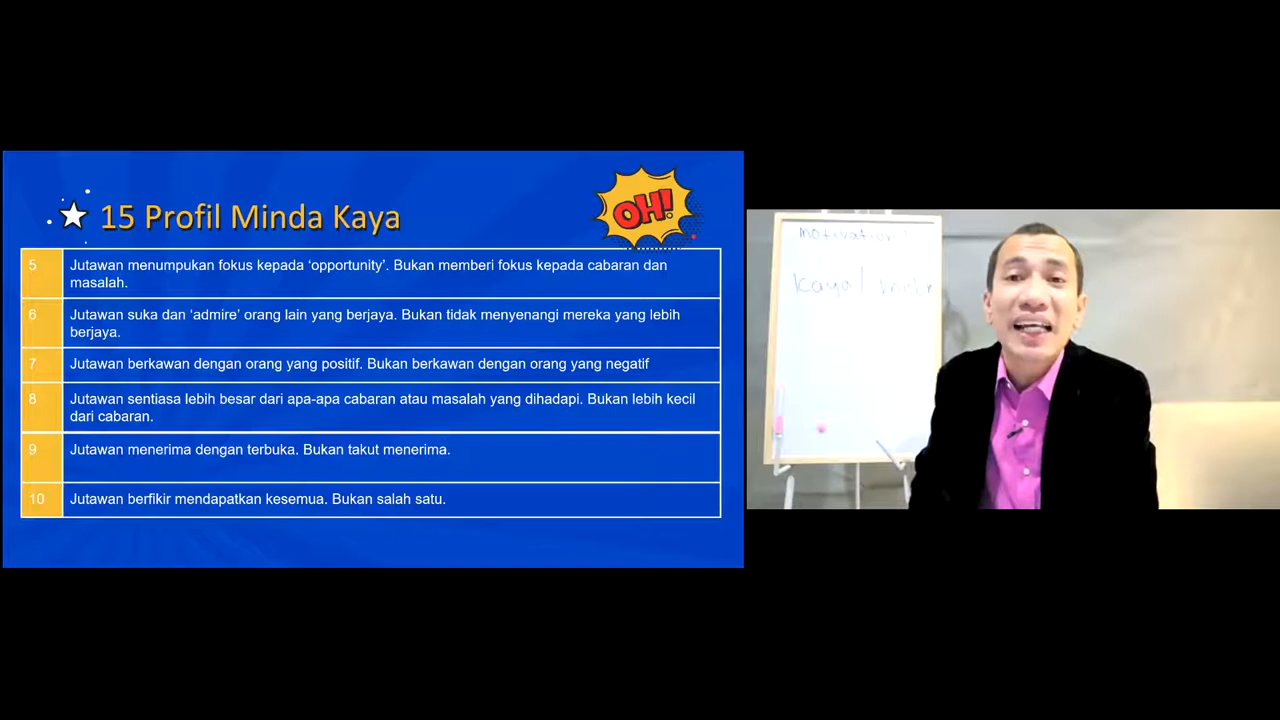 15 Profil Minda Kaya
OH!
5 Jutawan menumpukan fokus kepada ‘opportunity’. Bukan memberi fokus kepada cabaran dan
masalah.
6 Jutawan suka dan ‘admire’ orang lain yang berjaya. Bukan tidak menyenangi mereka yang lebih
berjaya.
7 Jutawan berkawan dengan orang yang positif. Bukan berkawan dengan orang yang negatif
8 Jutawan sentiasa lebih besar dari apa-apa cabaran atau masalah yang dihadapi. Bukan lebih kecil
dari cabaran.
9 Jutawan menerima dengan terbuka. Bukan takut menerima.
10 Jutawan berfikir mendapatkan kesemua. Bukan salah satu.
motivation
kaya/